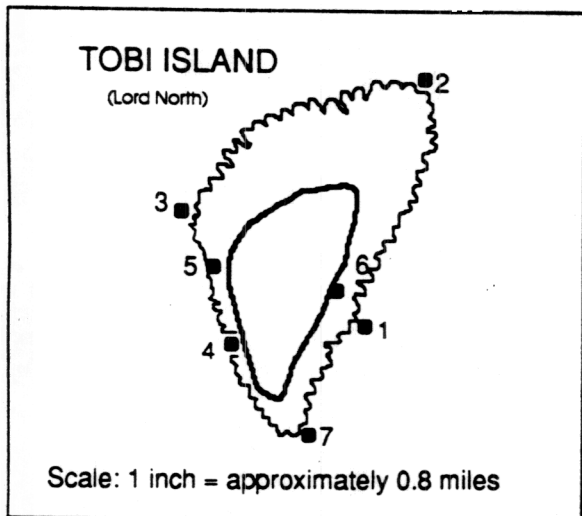 TOBI ISLAND
(Lord North)
2
3
5
6
1
4
7
Scale: 1 inch = approximately 0.8 miles